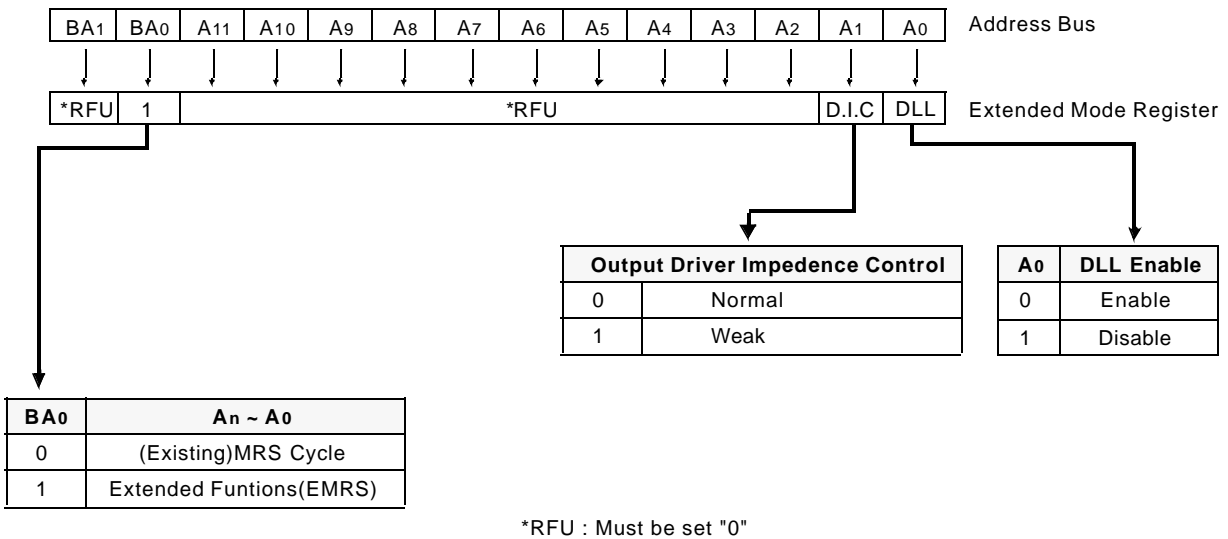 BA1 BA0 A11 A10 A9 A8 A7 A6 A5 A4 A3 A2 A1 A0 Address Bus
*RFU 1 *RFU D.I.C DLL Extended Mode Register
Output Driver Impedence Control
0 Normal
1 Weak
A0 DLL Enable
0 Enable
1 Disable
BA0 An ~ A0
0 (Existing)MRS Cycle
1 Extended Funtions(EMRS)
*RFU : Must be set "0"